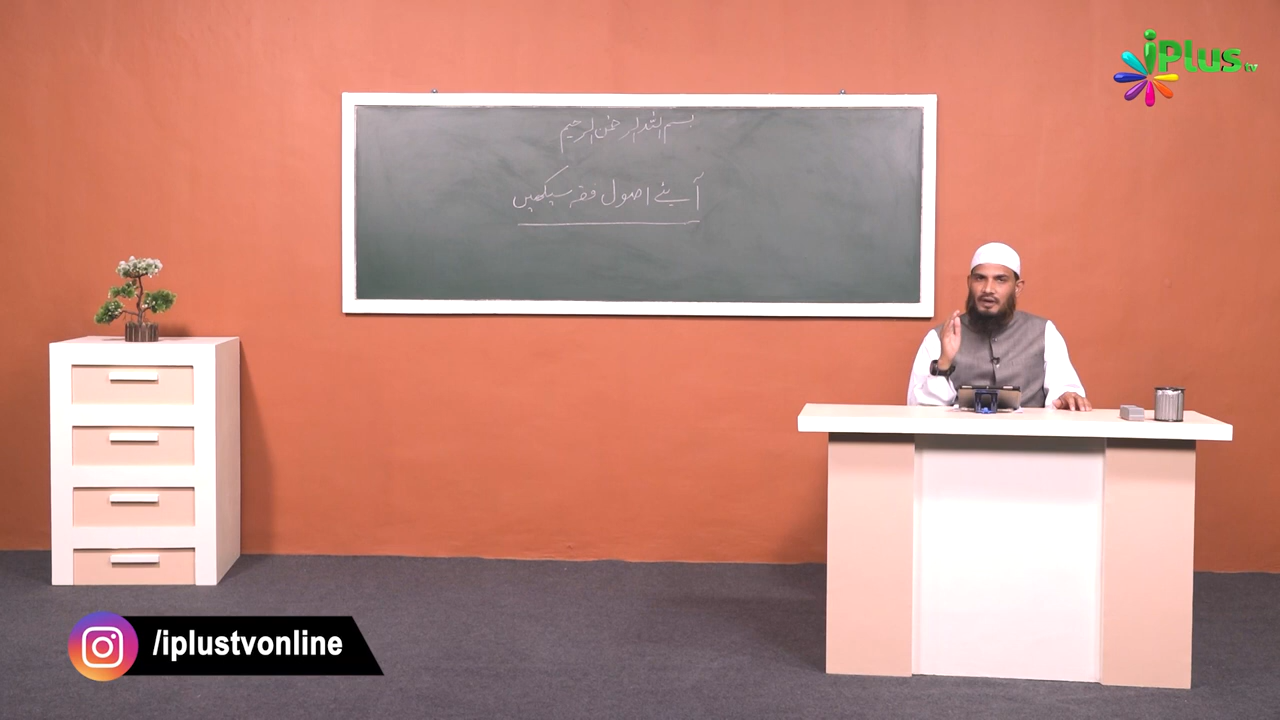 بسم اللہ الرحمن الرحیم
آیئے اصول فقہ سیکھیں
iPlus tv
/iplustvonline